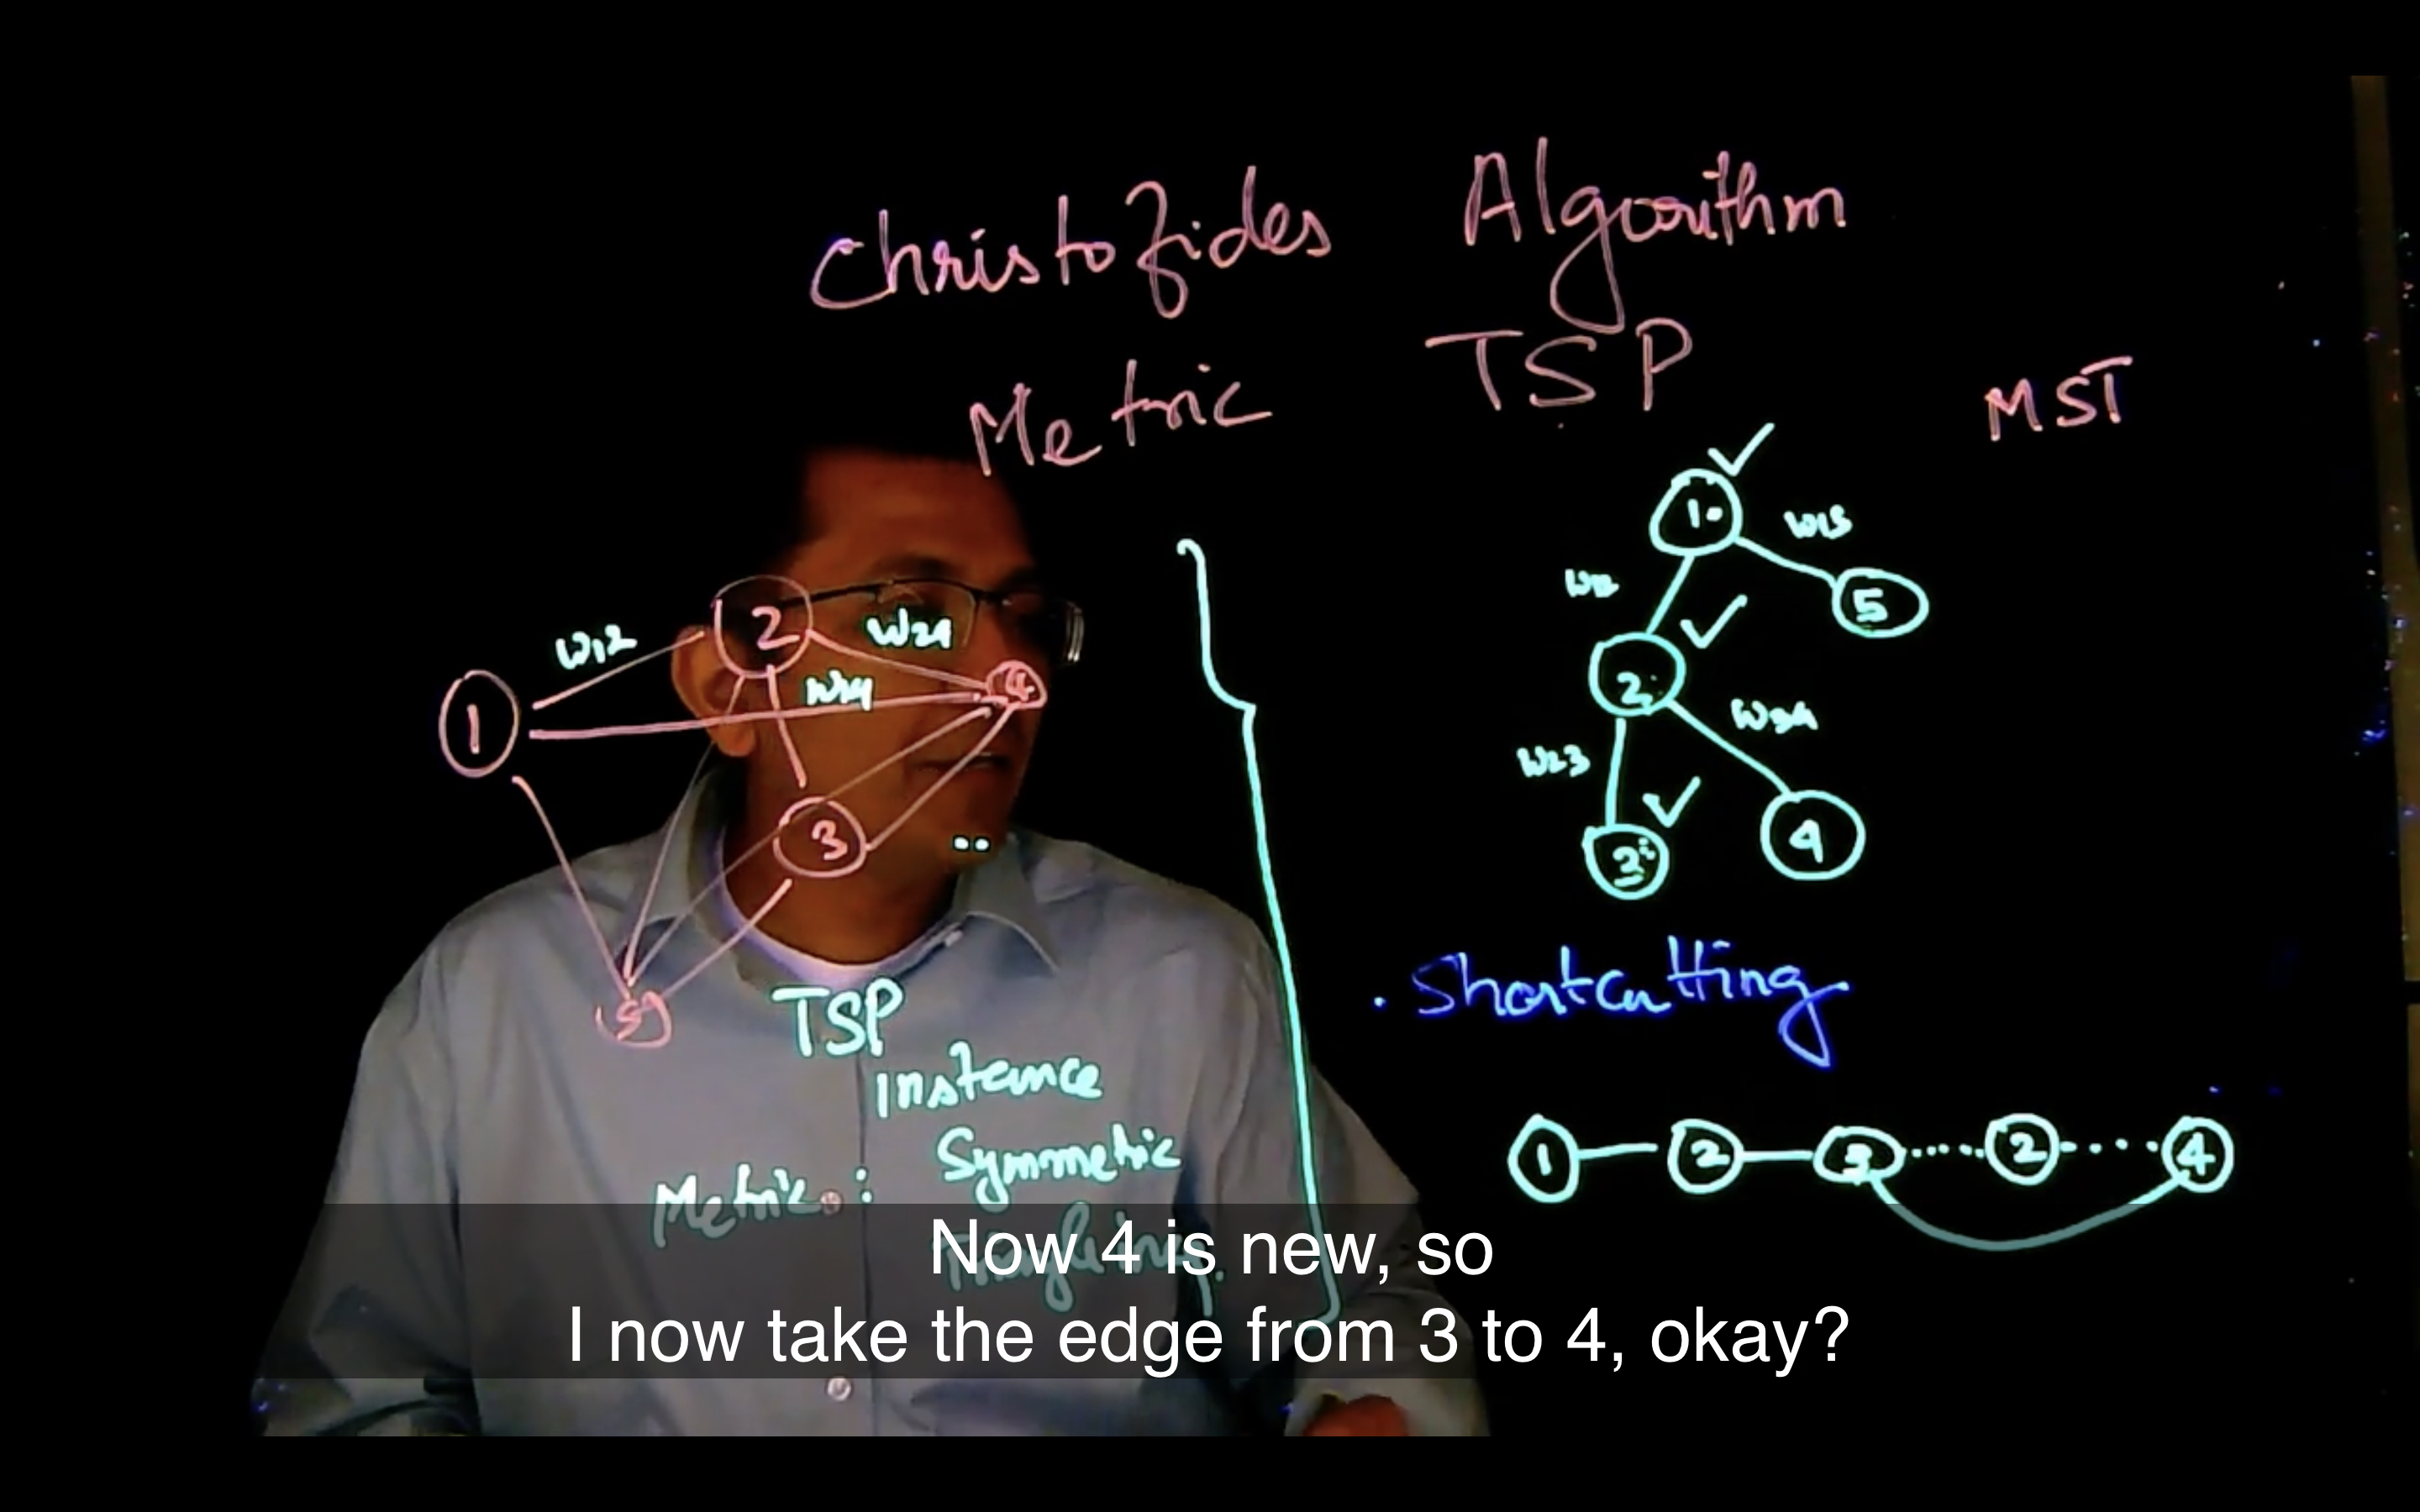 Christofides Algorithm
Metric TSP
MST
1
W12
2
W24
W14
4
3
5
TSP
Instance
Metric : Symmetric
1
W15
W12
5
2
W34
W23
3
4
. Shortcutting
1 2 3 2 4
Now 4 is new, so
I now take the edge from 3 to 4, okay?